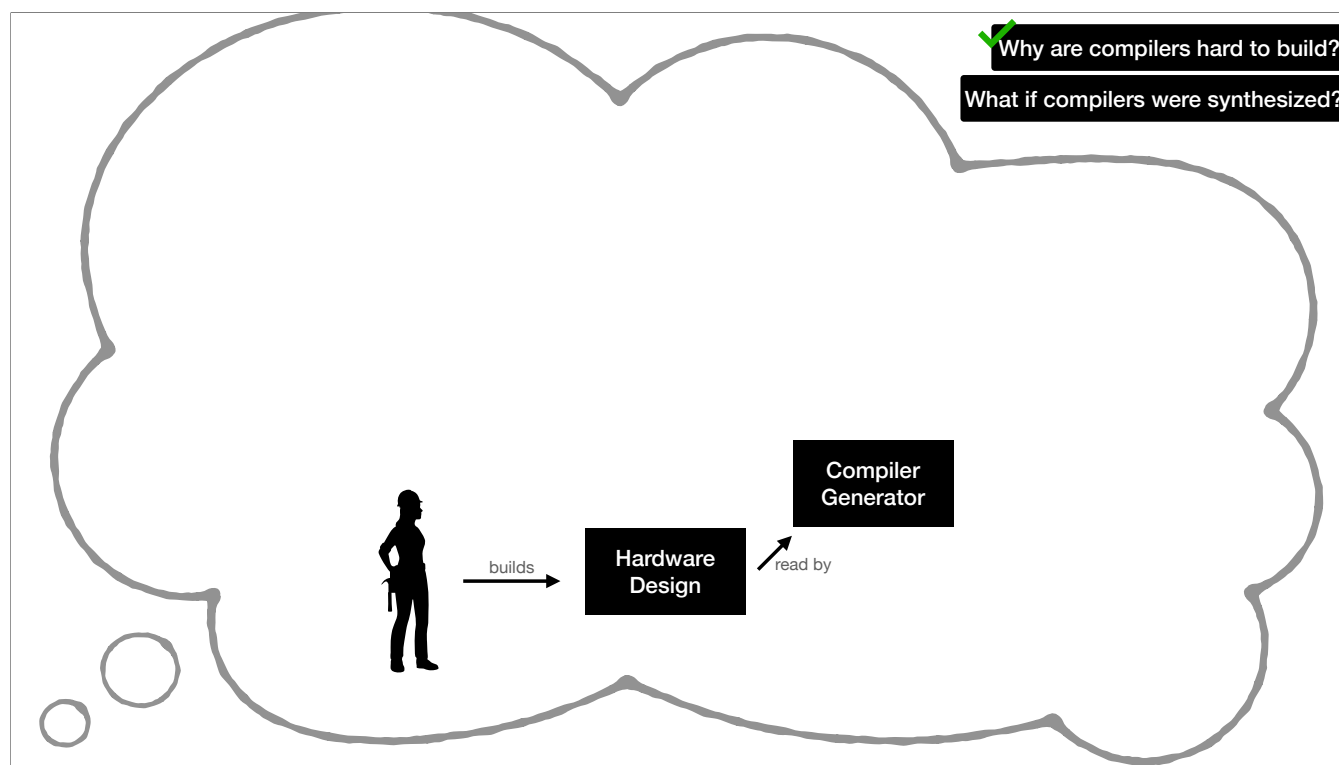 Why are compilers hard to build?
What if compilers were synthesized?
Compiler
Generator
builds
Hardware
Design
read by